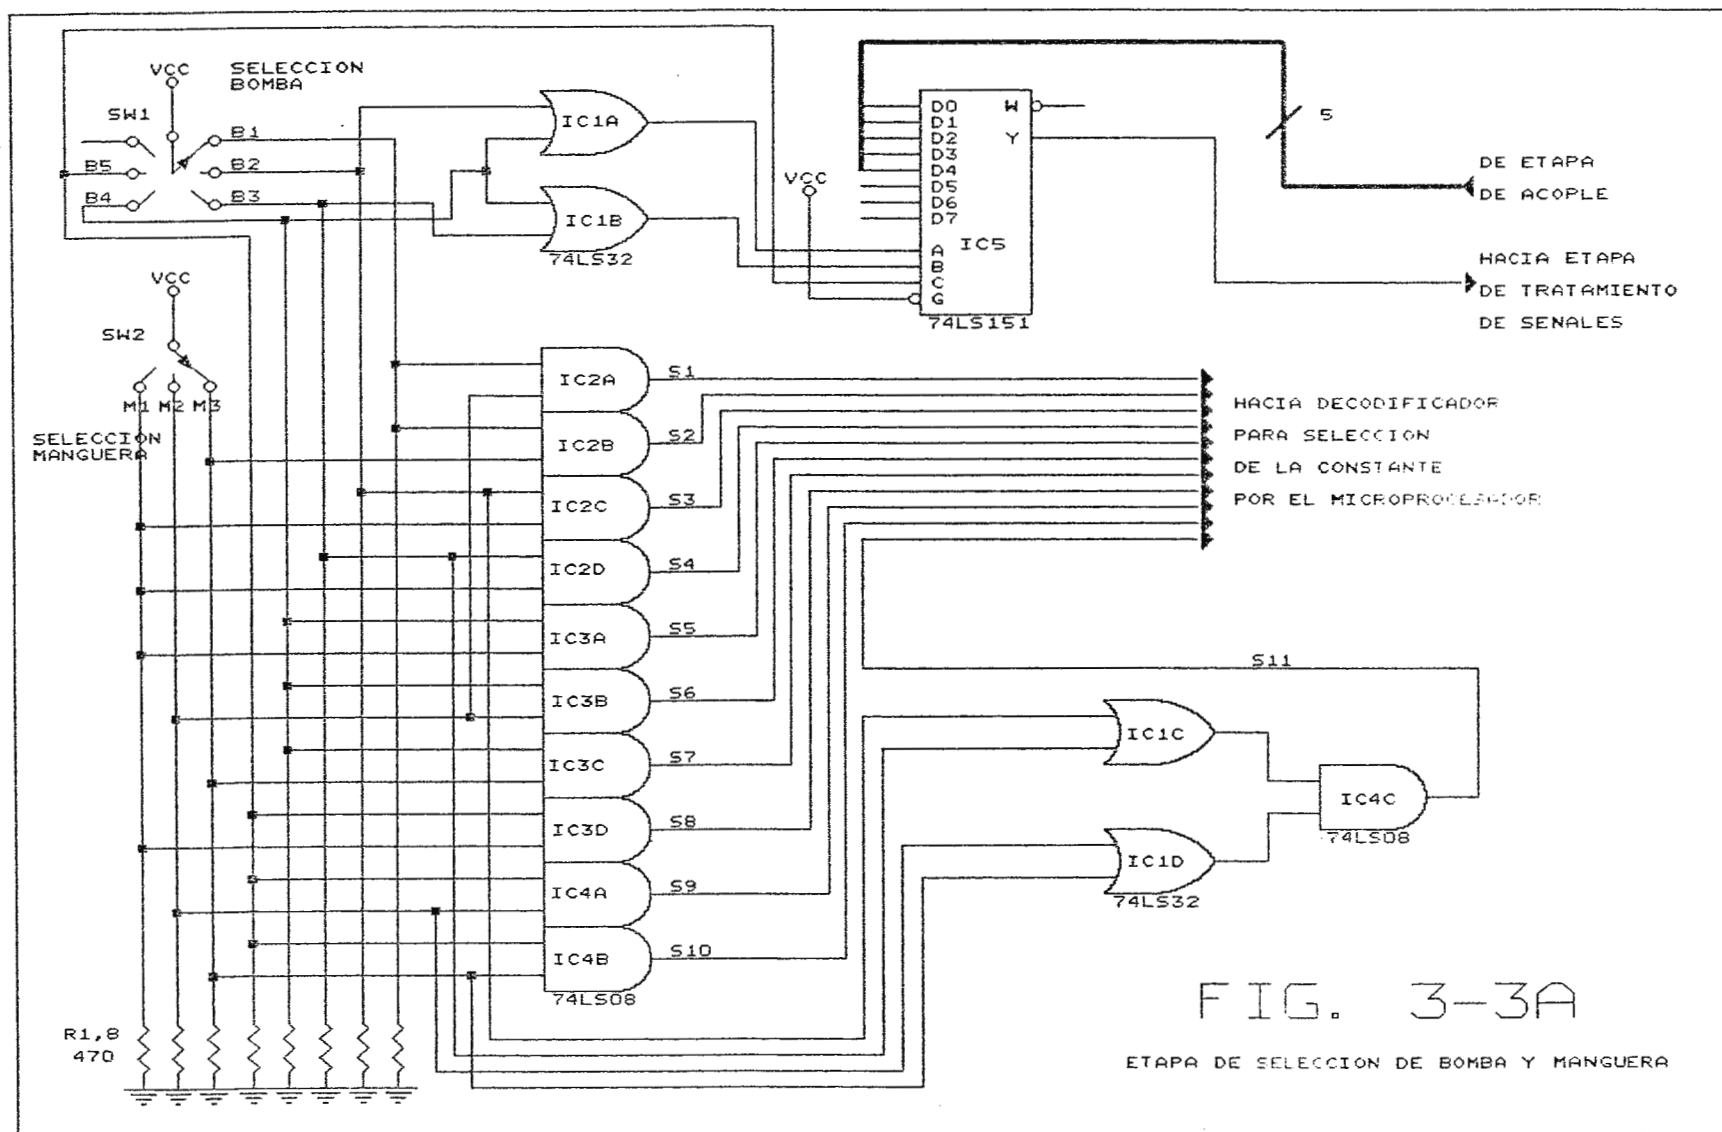 VCC
SELECCION
BOMBA
SW1
B1
B5
B2
B4
B3
IC1A
IC1B
74LS32
VCC
D0
D1
D2
D3
D4
D5
D6
D7
W
Y
IC5
A
B
C
G
74LS151
5
DE ETAPA
DE ACOPLE
HACIA ETAPA
DE TRATAMIENTO
DE SENALES
VCC
SW2
M1
M2
M3
SELECCION
MANGUERA
IC2A
S1
IC2B
S2
IC2C
S3
IC2D
S4
IC3A
S5
IC3B
S6
IC3C
S7
IC3D
S8
IC4A
S9
IC4B
S10
74LS08
HACIA DECODIFICADOR
PARA SELECCION
DE LA CONSTANTE
POR EL MICROPROCESADOR
S11
IC1C
IC1D
74LS32
IC4C
74LS08
R1,8
470
FIG. 3-3A
ETAPA DE SELECCION DE BOMBA Y MANGUERA